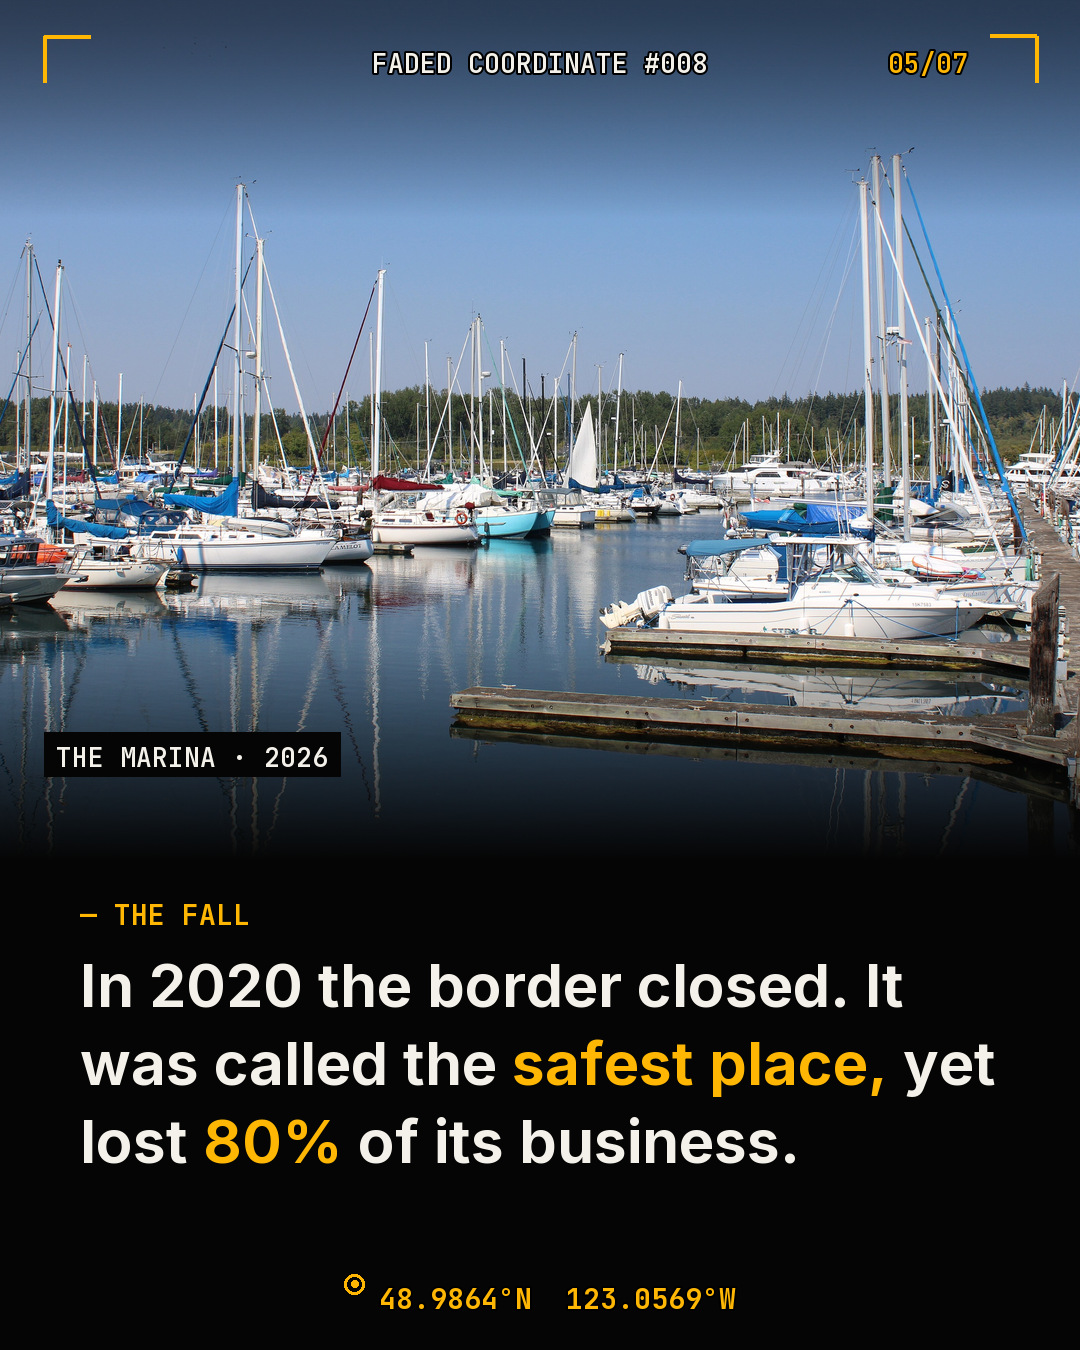 FADED COORDINATE #008
05/07
CAMELOT
THE MARINA · 2026
— THE FALL
In 2020 the border closed. It
was called the safest place, yet
lost 80% of its business.
48.9864°N 123.0569°W